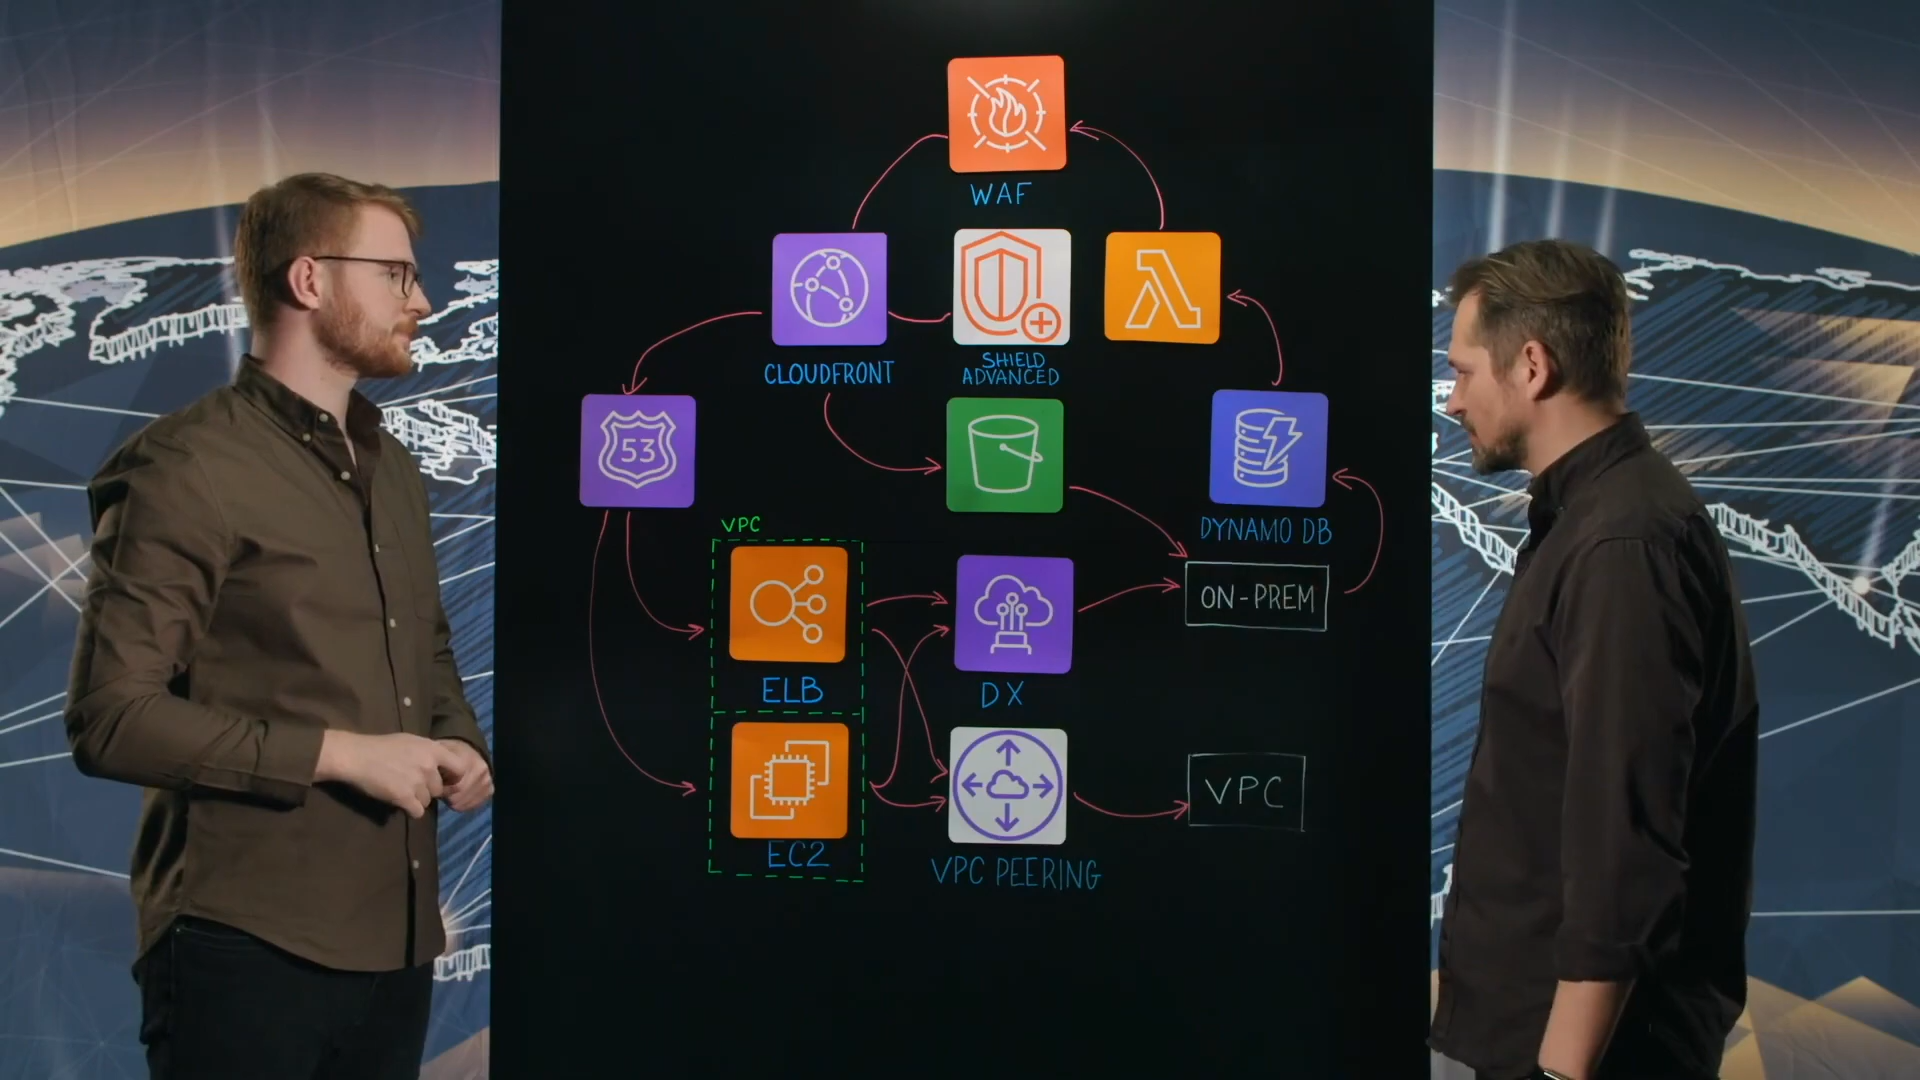 WAF
CLOUDFRONT
SHIELD
ADVANCED
53
DYNAMO DB
VPC
ON-PREM
ELB
DX
VPC
EC2
VPC PEERING